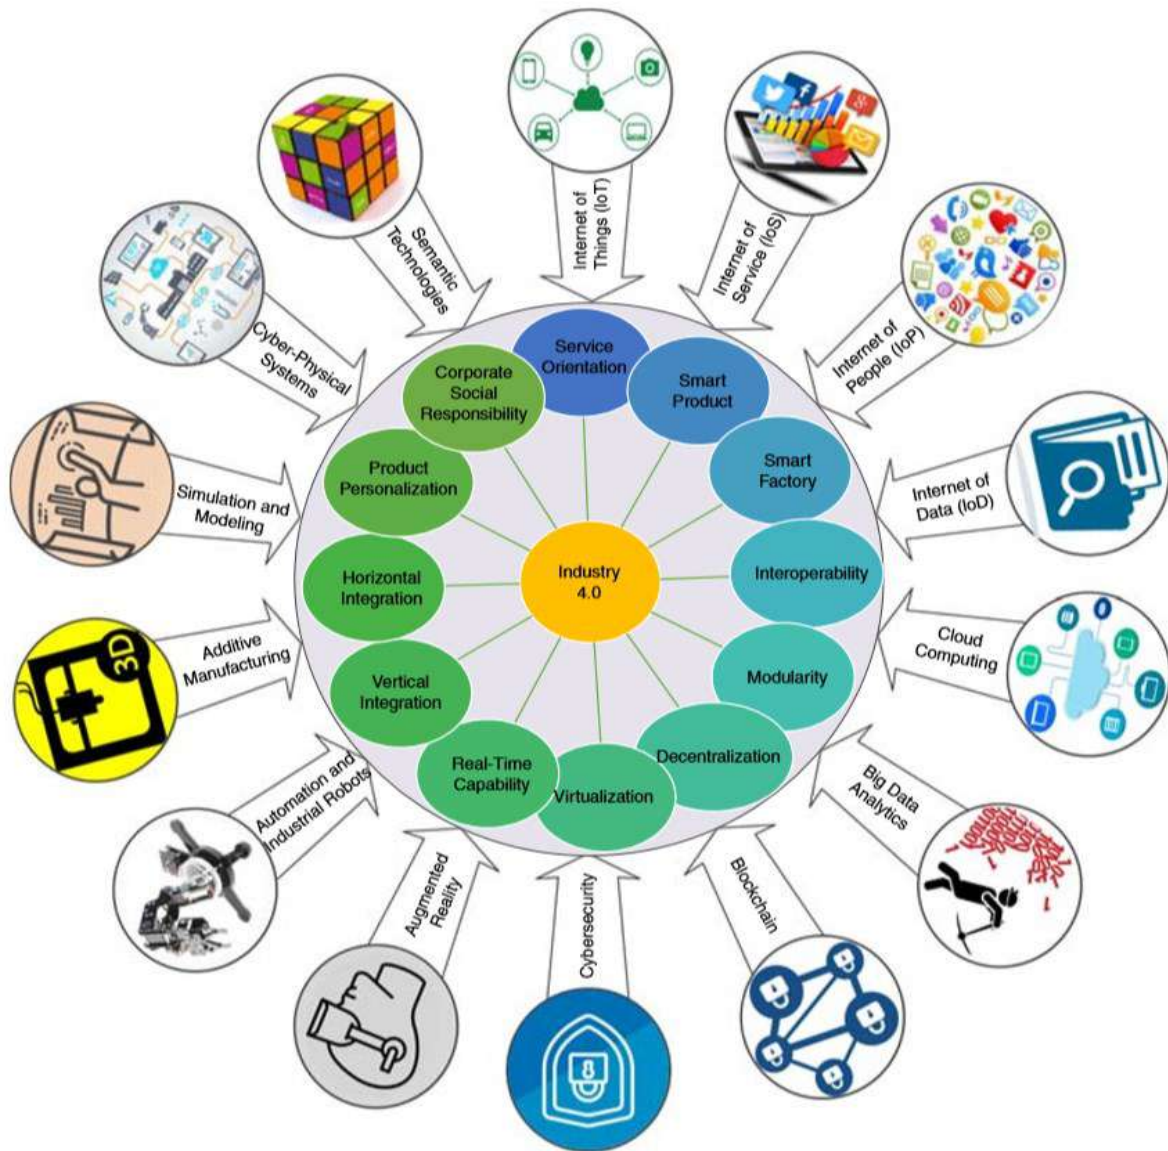 Internet of
Things (IoT)
Internet of
Service (IoS)
Internet of
People (IoP)
Internet of
Data (IoD)
Cloud
Computing
Big Data
Analytics
Blockchain
Cybersecurity
Augmented
Reality
Automation and
Industrial Robots
Additive
Manufacturing
3D
Simulation and
Modeling
Cyber-Physical
Systems
Semantic
Technologies
Service
Orientation
Smart
Product
Smart
Factory
Interoperability
Modularity
Decentralization
Virtualization
Real-Time
Capability
Vertical
Integration
Horizontal
Integration
Product
Personalization
Corporate
Social
Responsibility
Industry
4.0